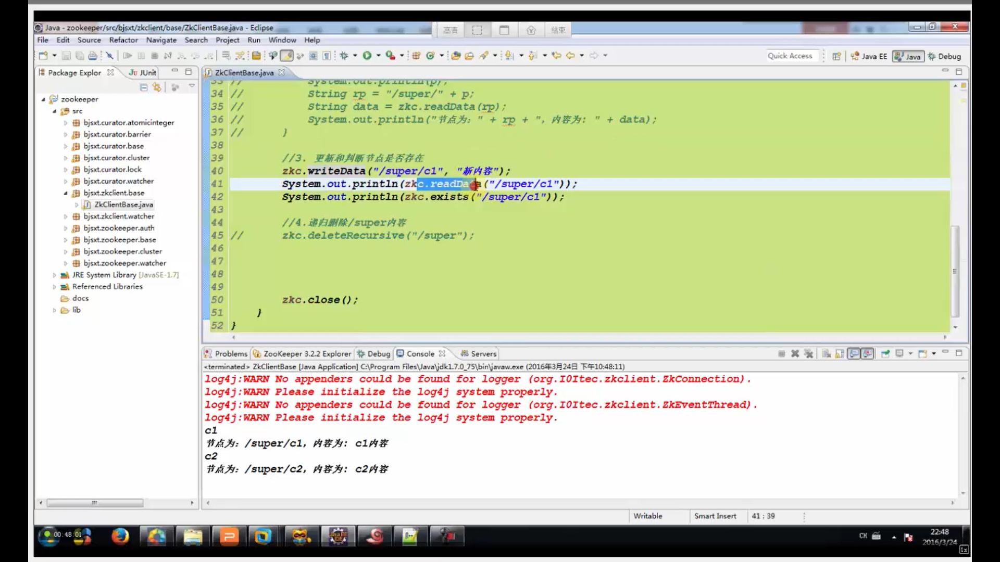 Java - zookeeper/src/bjsxt/zkclient/base/ZkClientBase.java - Eclipse
高清
结束
File Edit Source Refactor Navigate Search Project Run Window Help
Quick Access
Java EE
Java
Debug
Package Explor
JUnit
ZkClientBase.java
zookeeper
src
bjsxt.curator.atomicinteger
bjsxt.curator.barrier
bjsxt.curator.base
bjsxt.curator.cluster
bjsxt.curator.lock
bjsxt.curator.watcher
bjsxt.zkclient.base
ZkClientBase.java
bjsxt.zkclient.watcher
bjsxt.zookeeper.auth
bjsxt.zookeeper.base
bjsxt.zookeeper.cluster
bjsxt.zookeeper.watcher
JRE System Library [JavaSE-1.7]
Referenced Libraries
docs
lib
33 // System.out.println(p);
34 // String rp = "/super/" + p;
35 // String data = zkc.readData(rp);
36 // System.out.println("节点为：" + rp + "，内容为: " + data);
37 // }
38
39 //3. 更新和判断节点是否存在
40 zkc.writeData("/super/c1", "新内容");
41 System.out.println(zkc.readData("/super/c1"));
42 System.out.println(zkc.exists("/super/c1"));
43
44 //4.递归删除/super内容
45 // zkc.deleteRecursive("/super");
46
47
48
49
50 zkc.close();
51 }
52 }
Problems
ZooKeeper 3.2.2 Explorer
Debug
Console
Servers
<terminated> ZkClientBase [Java Application] C:\Program Files\Java\jdk1.7.0_75\bin\javaw.exe (2016年3月24日 下午10:48:11)
log4j:WARN No appenders could be found for logger (org.I0Itec.zkclient.ZkConnection).
log4j:WARN Please initialize the log4j system properly.
log4j:WARN No appenders could be found for logger (org.I0Itec.zkclient.ZkEventThread).
log4j:WARN Please initialize the log4j system properly.
c1
节点为：/super/c1，内容为: c1内容
c2
节点为：/super/c2，内容为: c2内容
Writable
Smart Insert
41 : 39
00:48:01
CH
22:48
2016/3/24
1x